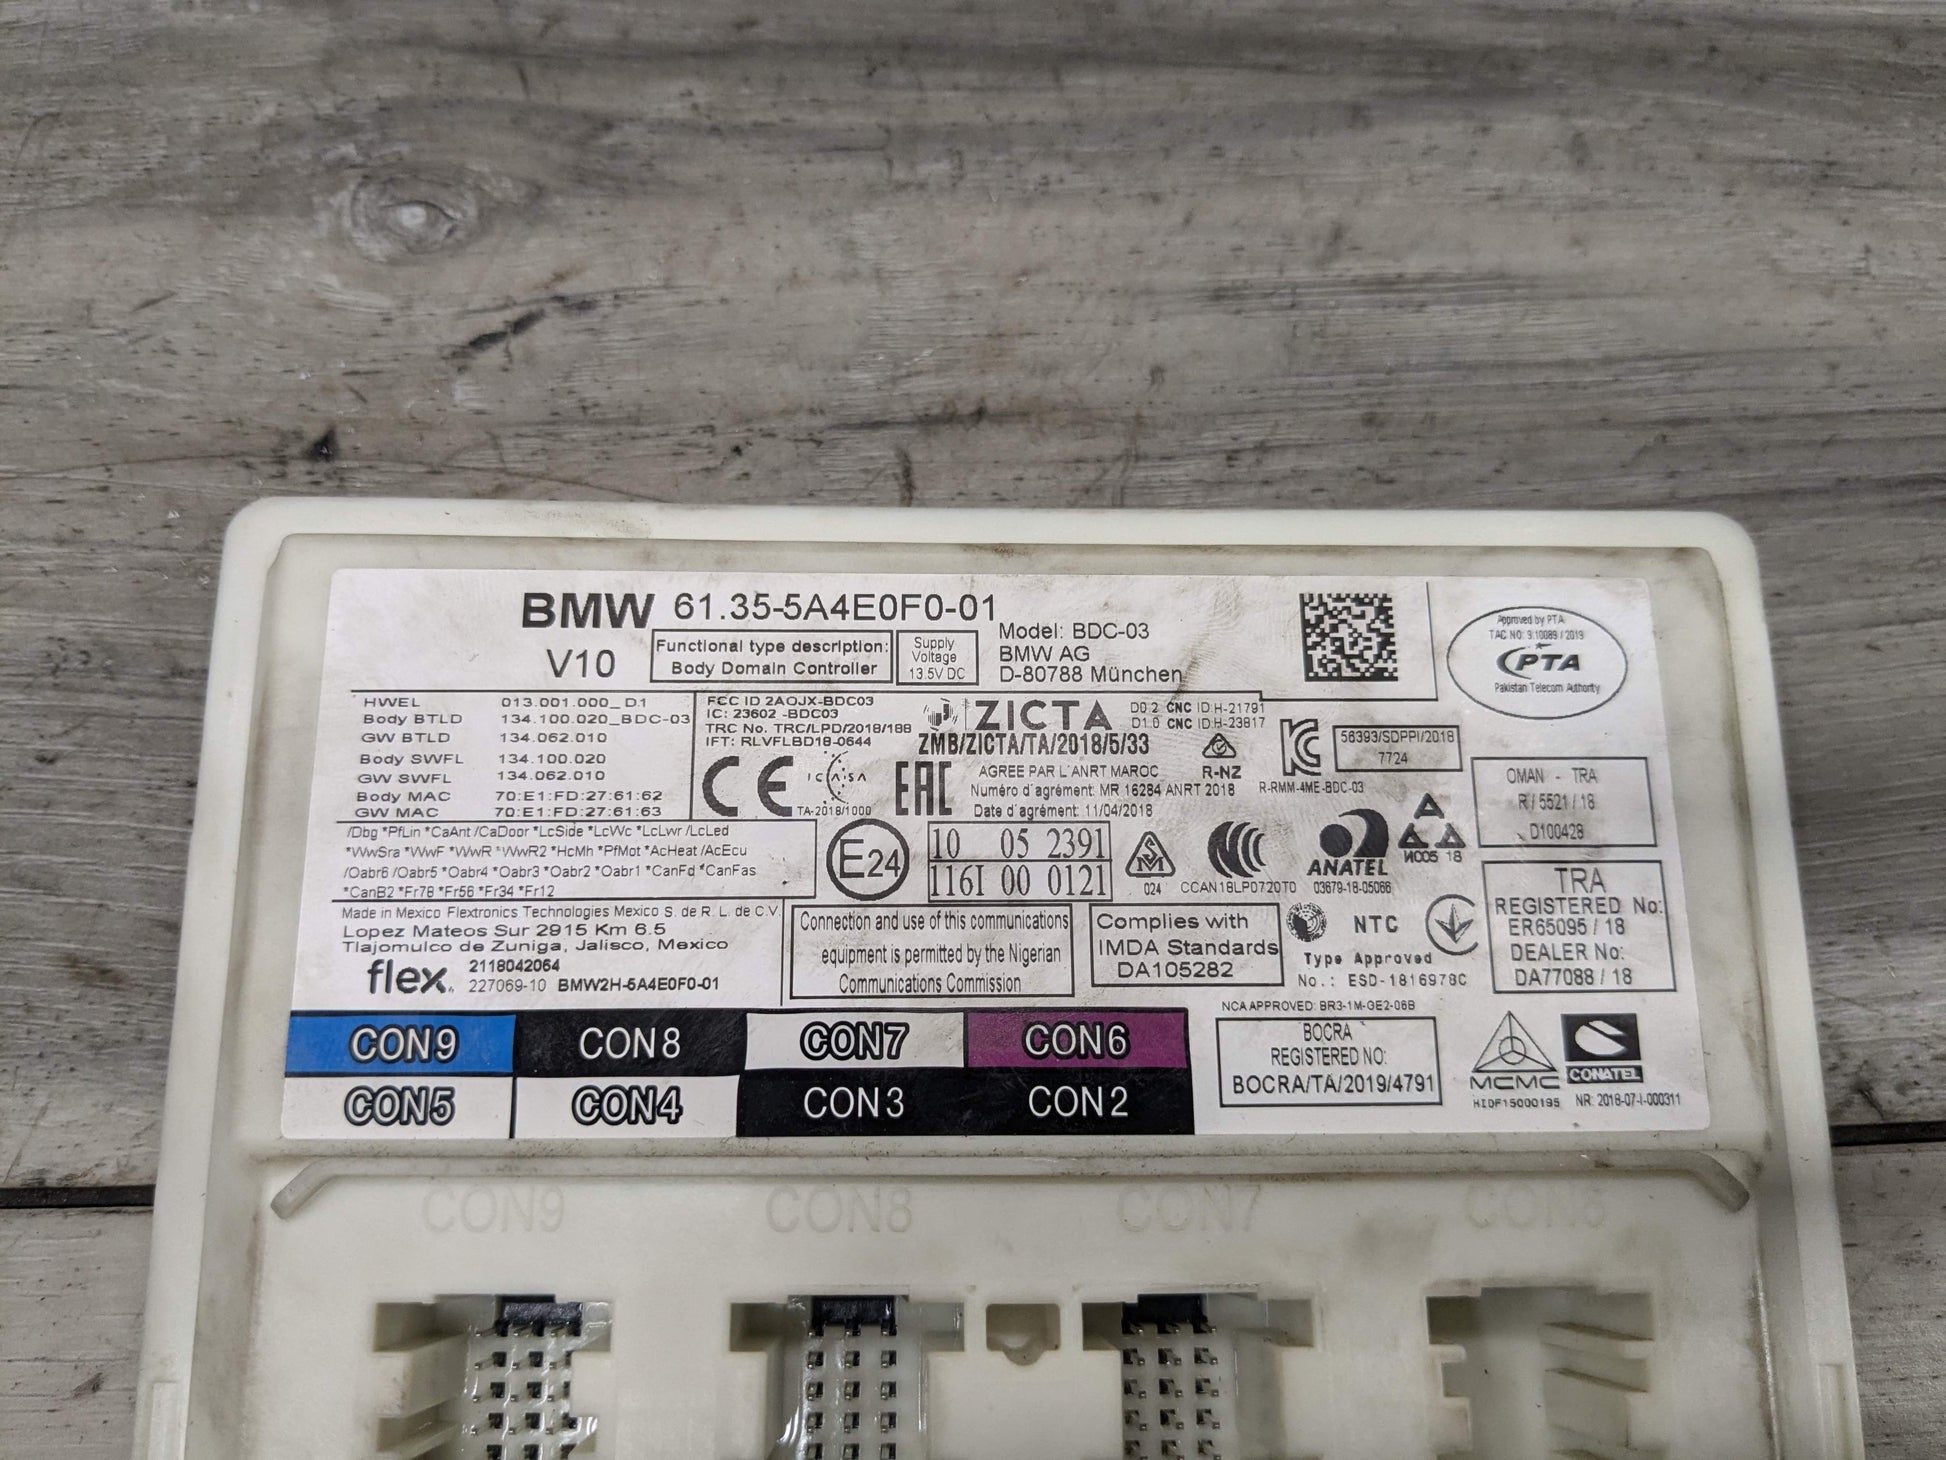 BMW 61.35-5A4E0F0-01
V10
Functional type description:
Body Domain Controller
Supply
Voltage
13.5V DC
Model: BDC-03
BMW AG
D-80788 München
Approved by PTA
TAC NO: 9.10089 / 2019
PTA
Pakistan Telecom Authority
HWEL 013.001.000_D1
Body BTLD 134.100.020_BDC-03
GW BTLD 134.062.010
Body SWFL 134.100.020
GW SWFL 134.062.010
Body MAC 70:E1:FD:27:61:62
GW MAC 70:E1:FD:27:61:63
FCC ID 2AOJX-BDC03
IC: 23602 -BDC03
TRC No. TRC/LPD/2018/188
IFT: RLVFLBD18-0644
CE
ICASA
TA-2018/1000
ZICTA
ZMB/ZICTA/TA/2018/5/33
D0.2 CNC ID:H-21791
D1.0 CNC ID:H-23817
EAC
AGREE PAR L'ANRT MAROC
Numéro d'agrément: MR 16284 ANRT 2018
Date d'agrément: 11/04/2018
R-NZ
R-RMM-4ME-BDC-03
56393/SDPPI/2018
7724
OMAN - TRA
R / 5521 / 18
D100428
/Dbg *PfLin *CaAnt /CaDoor *LcSide *LcWc *LcLwr /LcLed
*WwSra *WwF *WwR *WwR2 *HcMh *PfMot *AcHeat /AcEcu
/Oabr6 /Oabr5 *Oabr4 *Oabr3 *Oabr2 *Oabr1 *CanFd *CanFas
*CanB2 *Fr78 *Fr56 *Fr34 *Fr12
E24
10 05 2391
116I 00 0121
024
CCAN18LP0720T0
ANATEL
03679-18-05066
И005 18
TRA
REGISTERED No:
ER65095 / 18
DEALER No:
DA77088 / 18
Made in Mexico Flextronics Technologies Mexico S. de R. L. de C.V.
Lopez Mateos Sur 2915 Km 6.5
Tlajomulco de Zuniga, Jalisco, Mexico
flex.
2118042064
227069-10 BMW2H-5A4E0F0-01
Connection and use of this communications
equipment is permitted by the Nigerian
Communications Commission
Complies with
IMDA Standards
DA105282
NTC
Type Approved
No.: ESD-1816978C
NCA APPROVED: BR3-1M-GE2-06B
BOCRA
REGISTERED NO:
BOCRA/TA/2019/4791
MCMC
HIDF15000195
CONATEL
NR: 2018-07-I-000311
CON9 CON8 CON7 CON6
CON5 CON4 CON3 CON2
CON9 CON8 CON7 CON6